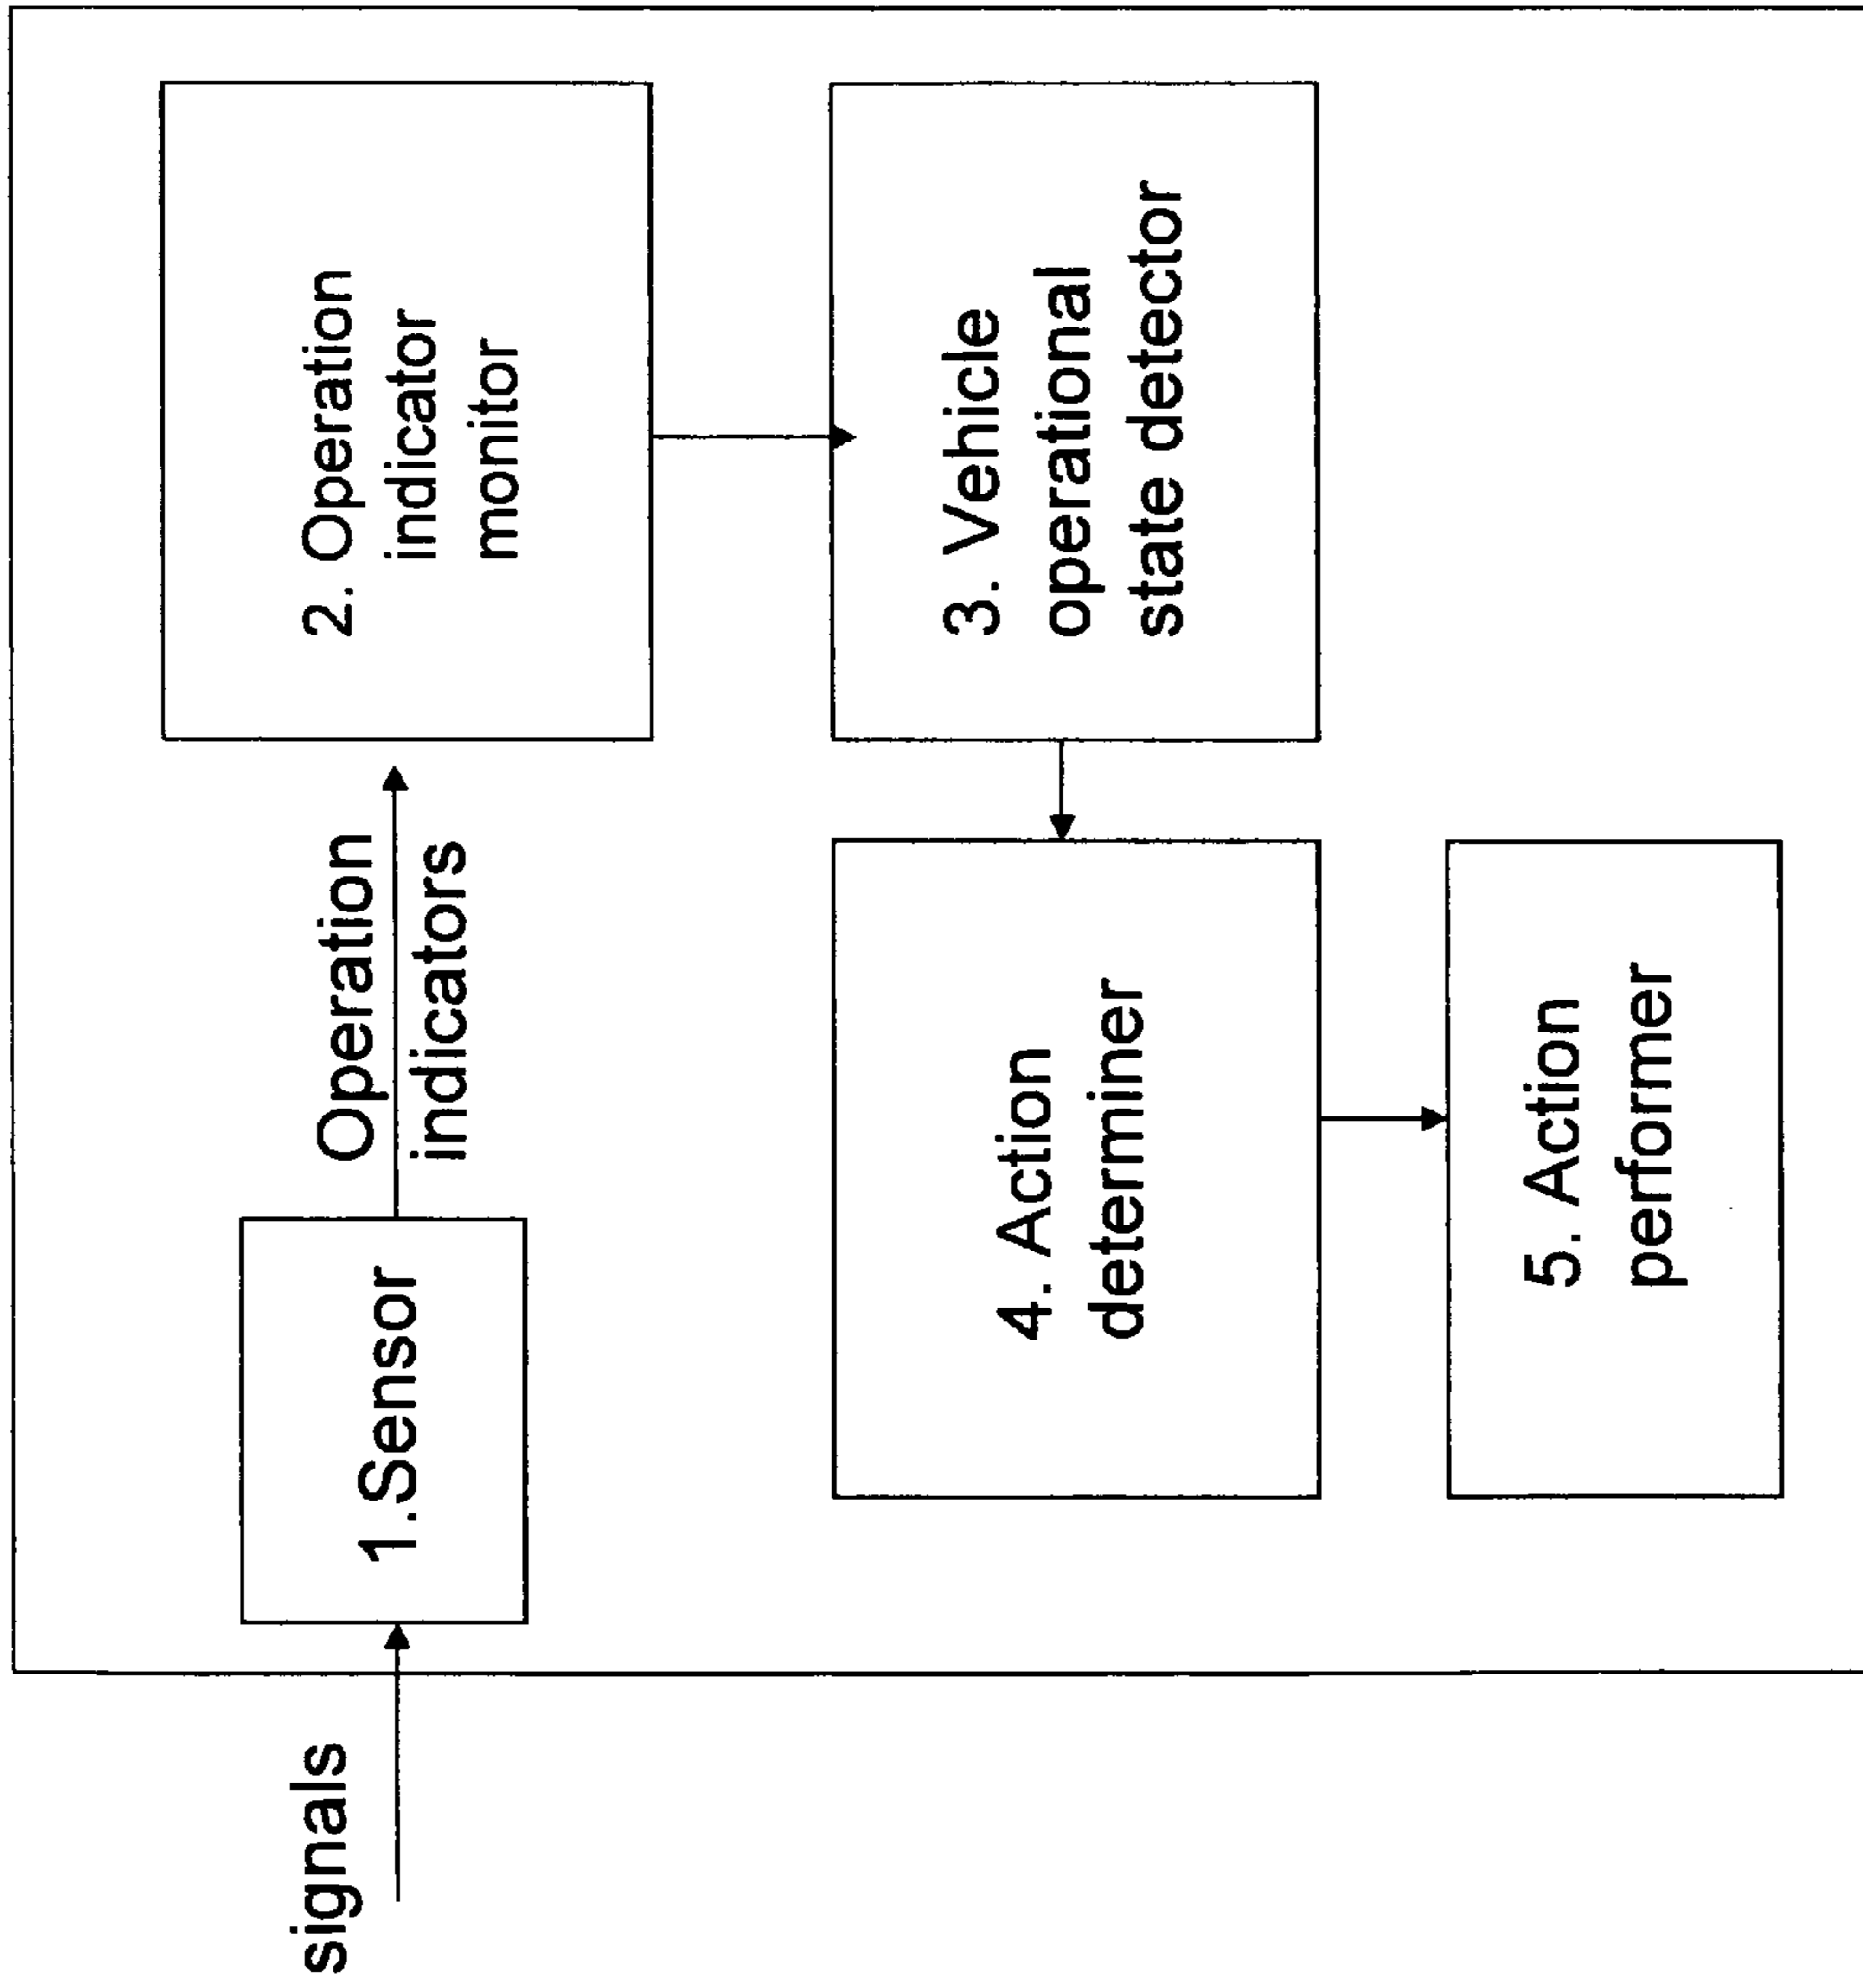 signals
1.Sensor
Operation
indicators
2. Operation
indicator
monitor
3. Vehicle
operational
state detector
4. Action
determiner
5. Action
performer